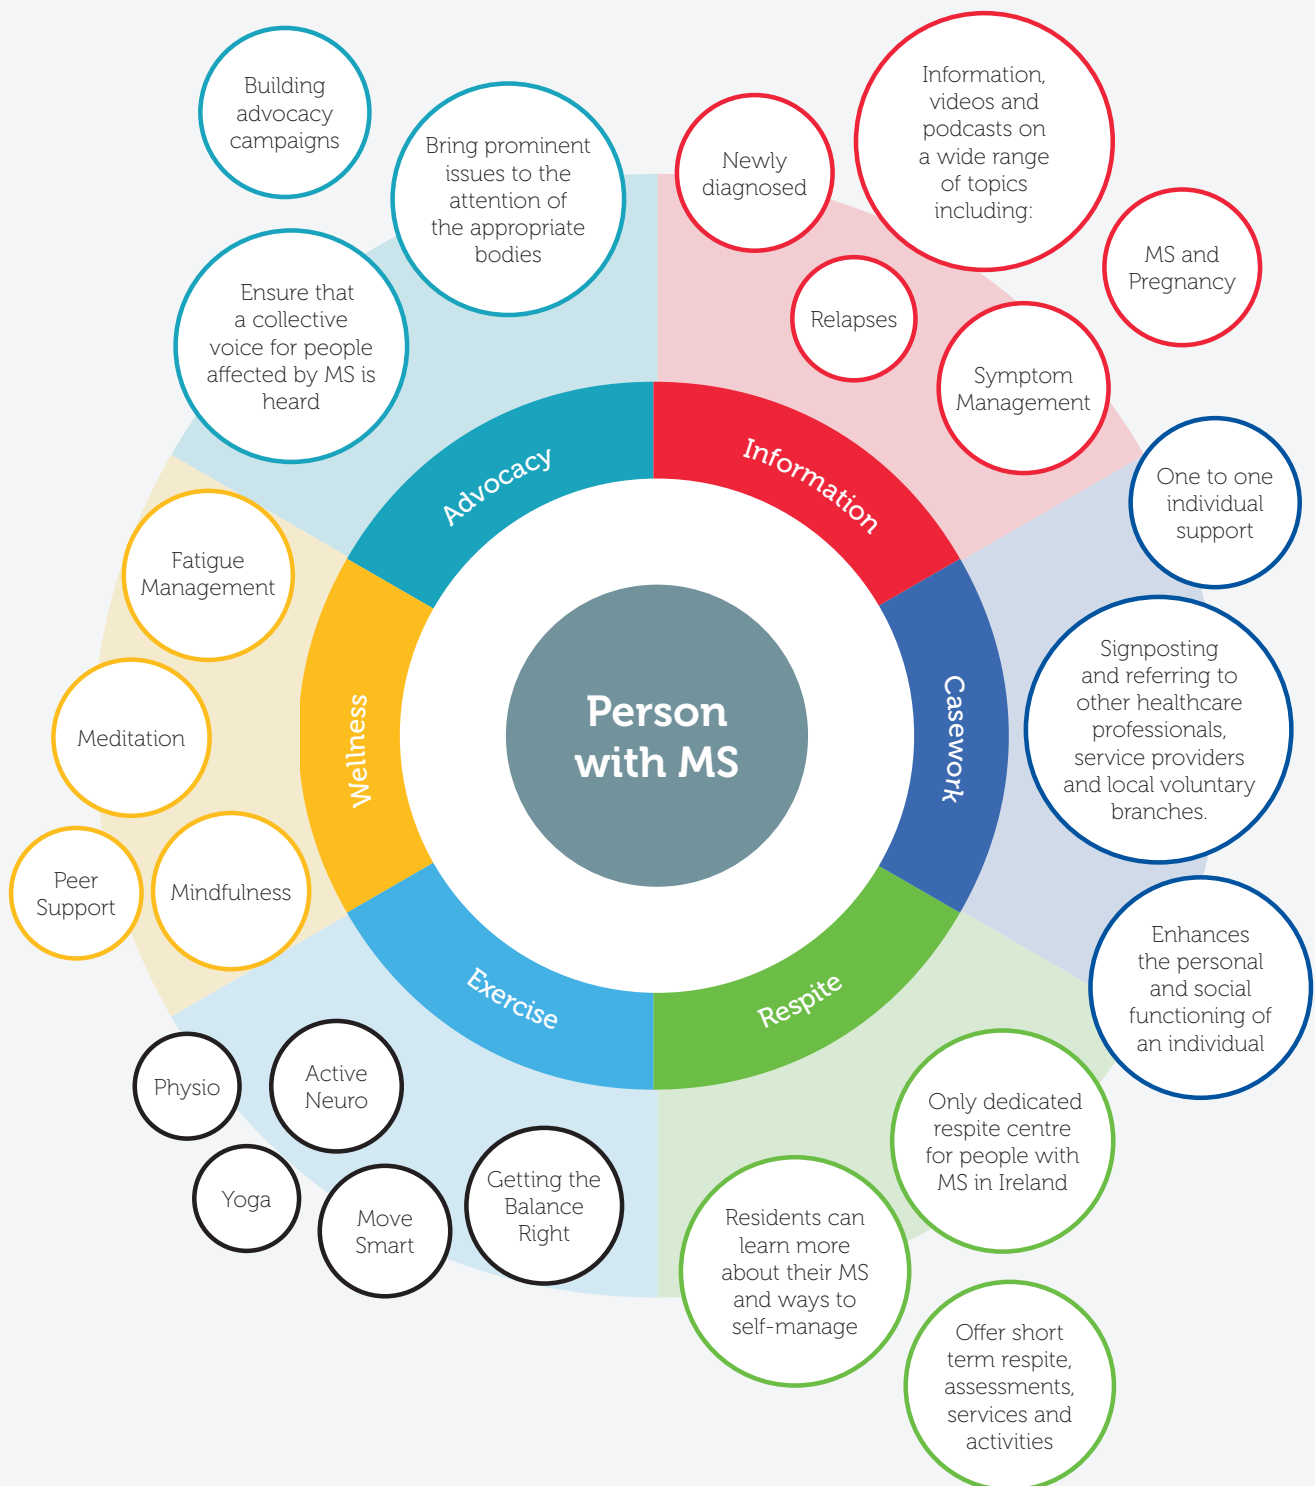 Building
advocacy
campaigns
Bring prominent
issues to the
attention of
the appropriate
bodies
Ensure that
a collective
voice for people
affected by MS is
heard
Newly
diagnosed
Information,
videos and
podcasts on
a wide range
of topics
including:
Relapses
MS and
Pregnancy
Symptom
Management
Advocacy
Information
One to one
individual
support
Signposting
and referring to
other healthcare
professionals,
service providers
and local voluntary
branches.
Enhances
the personal
and social
functioning of
an individual
Casework
Person
with MS
Wellness
Fatigue
Management
Meditation
Peer
Support
Mindfulness
Exercise
Respite
Physio
Active
Neuro
Yoga
Move
Smart
Getting the
Balance
Right
Only dedicated
respite centre
for people with
MS in Ireland
Residents can
learn more
about their MS
and ways to
self-manage
Offer short
term respite,
assessments,
services and
activities